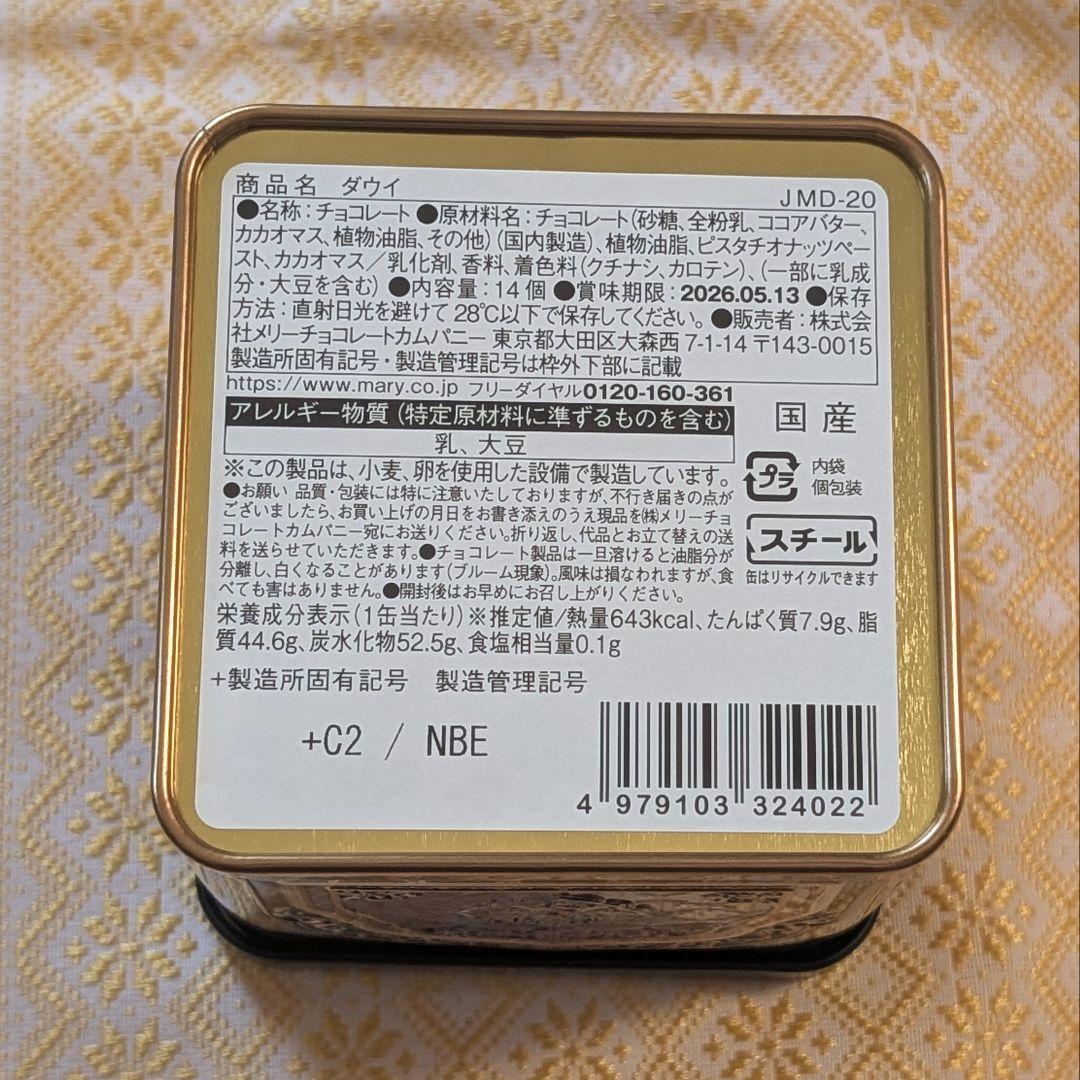 商品名　ダウイ
JMD-20
●名称：チョコレート ●原材料名：チョコレート（砂糖、全粉乳、ココアバター、
カカオマス、植物油脂、その他）（国内製造）、植物油脂、ピスタチオナッツペー
スト、カカオマス／乳化剤、香料、着色料（クチナシ、カロテン）、（一部に乳成
分・大豆を含む） ●内容量：14個 ●賞味期限：2026.05.13 ●保存
方法：直射日光を避けて28℃以下で保存してください。 ●販売者：株式会
社メリーチョコレートカムパニー 東京都大田区大森西7-1-14〒143-0015
製造所固有記号・製造管理記号は枠外下部に記載
https://www.mary.co.jp フリーダイヤル0120-160-361
アレルギー物質（特定原材料に準ずるものを含む）
乳、大豆
国産
※この製品は、小麦、卵を使用した設備で製造しています。
プラ
内袋
個包装
●お願い 品質・包装には特に注意いたしておりますが、不行き届きの点が
ございましたら、お買い上げの月日をお書き添えのうえ現品を㈱メリーチョ
コレートカムパニー宛にお送りください。折り返し、代品とお立て替えの送
料を送らせていただきます。●チョコレート製品は一旦溶けると油脂分が
分離し、白くなることがあります（ブルーム現象）。風味は損なわれますが、食
べても害はありません。●開封後はお早めにお召し上がりください。
スチール
缶はリサイクルできます
栄養成分表示（1缶当たり）※推定値/熱量643kcal、たんぱく質7.9g、脂
質44.6g、炭水化物52.5g、食塩相当量0.1g
+製造所固有記号　製造管理記号
+C2 / NBE
4 979103 324022